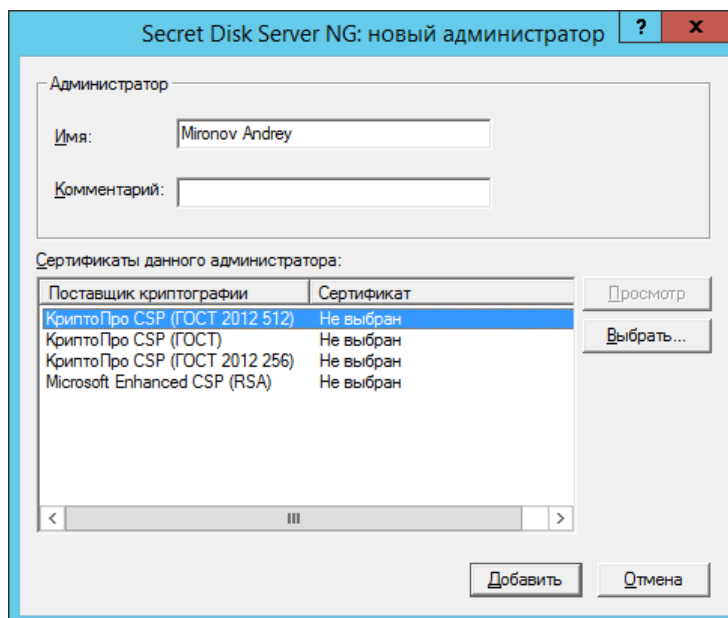 Secret Disk Server NG: новый администратор ? x
Администратор
Имя: Mironov Andrey
Комментарий:
Сертификаты данного администратора:
Поставщик криптографии Сертификат
КриптоПро CSP (ГОСТ 2012 512) Не выбран
КриптоПро CSP (ГОСТ) Не выбран
КриптоПро CSP (ГОСТ 2012 256) Не выбран
Microsoft Enhanced CSP (RSA) Не выбран
Просмотр
Выбрать...
Добавить Отмена